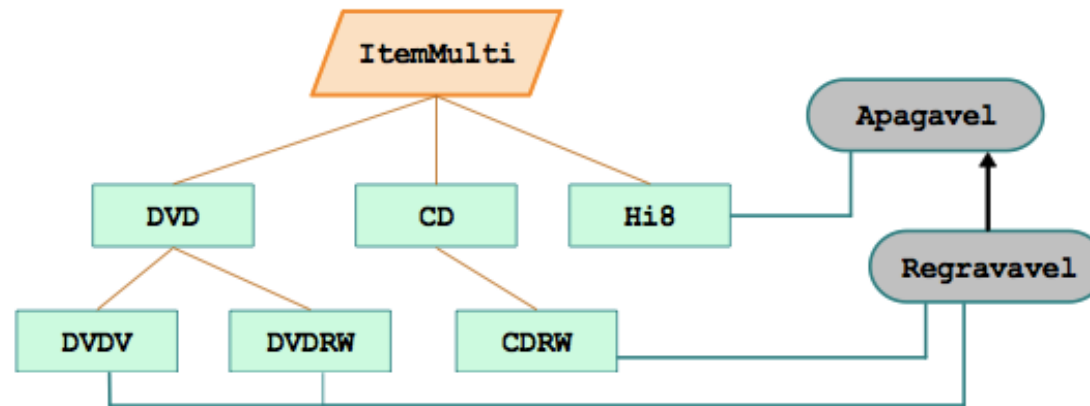 ItemMulti
Apagavel
DVD
CD
Hi8
Regravavel
DVDV
DVDRW
CDRW